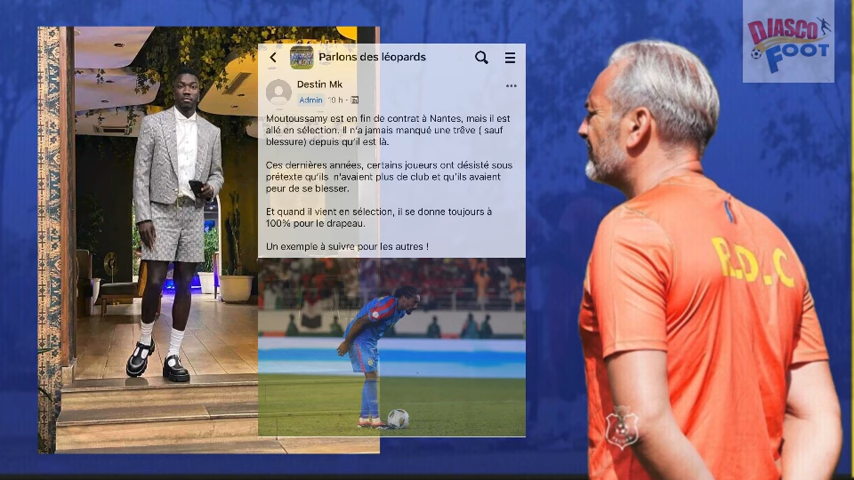 DIASCO
FOOT
Parlons des léopards
Destin Mk
Admin 19 h
Moutoussamy est en fin de contrat à Nantes, mais il est
allé en sélection. Il n'a jamais manqué une trêve ( sauf
blessure) depuis qu'il est là.
Ces dernières années, certains joueurs ont désisté sous
prétexte qu'ils n'avaient plus de club et qu'ils avaient
peur de se blesser.
Et quand il vient en sélection, il se donne toujours à
100% pour le drapeau.
Un exemple à suivre pour les autres !
R.D.C